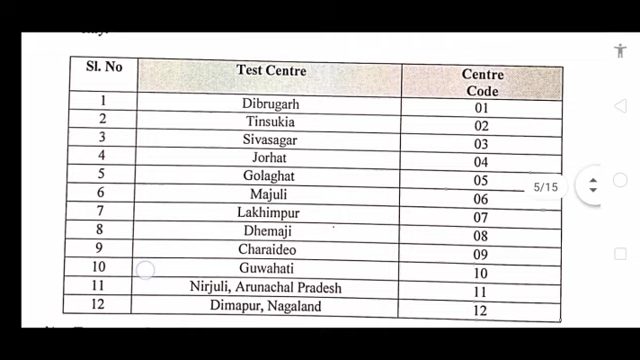 Sl. No Test Centre Centre Code
1 Dibrugarh 01
2 Tinsukia 02
3 Sivasagar 03
4 Jorhat 04
5 Golaghat 05
6 Majuli 06
7 Lakhimpur 07
8 Dhemaji 08
9 Charaideo 09
10 Guwahati 10
11 Nirjuli, Arunachal Pradesh 11
12 Dimapur, Nagaland 12
5/15